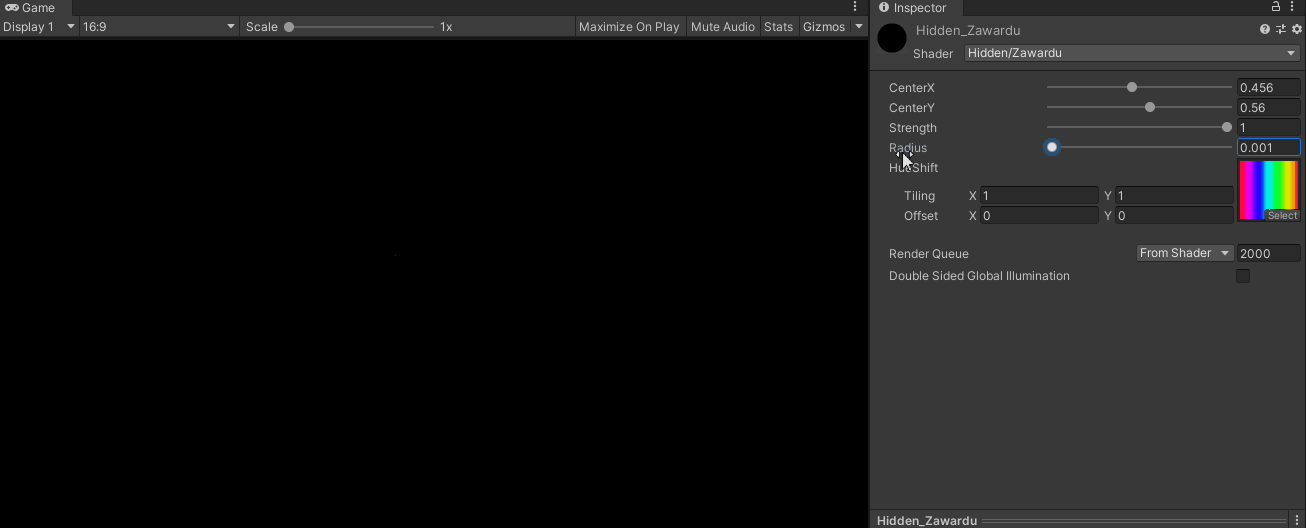 Game
Display 1 16:9 Scale 1x Maximize On Play Mute Audio Stats Gizmos
Inspector
Hidden_Zawardu
Shader Hidden/Zawardu
CenterX 0.456
CenterY 0.56
Strength 1
Radius 0.001
HueShift
Tiling X 1 Y 1
Offset X 0 Y 0
Select
Render Queue From Shader 2000
Double Sided Global Illumination
Hidden_Zawardu